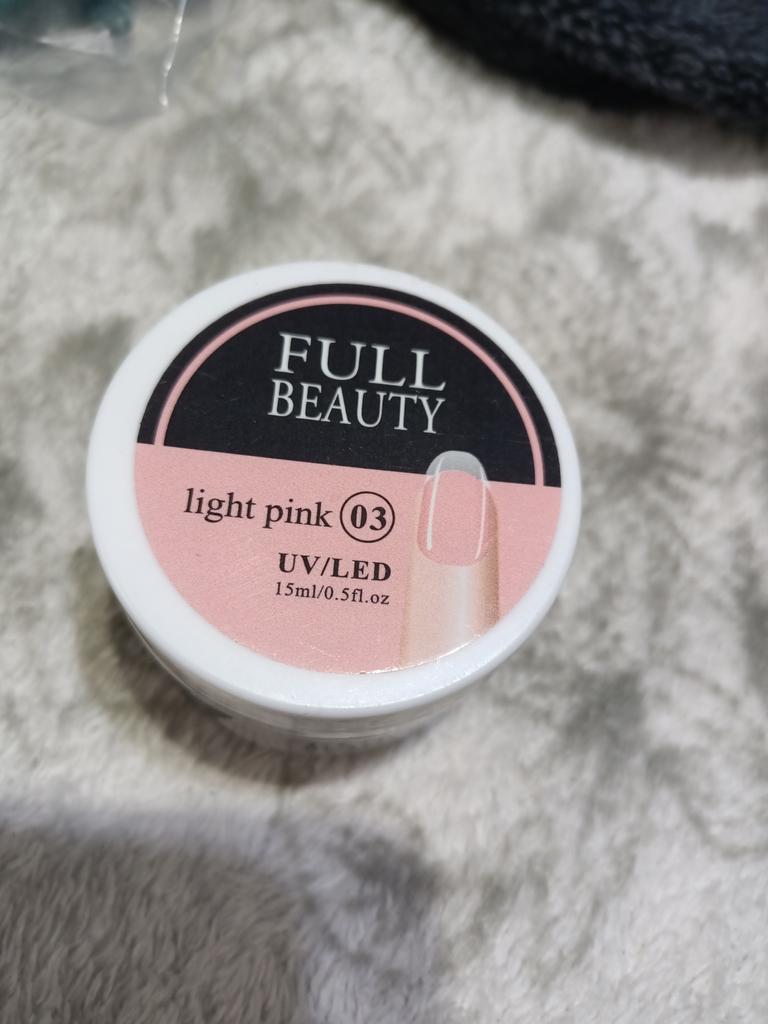 FULL
BEAUTY
light pink 03
UV/LED
15ml/0.5fl.oz